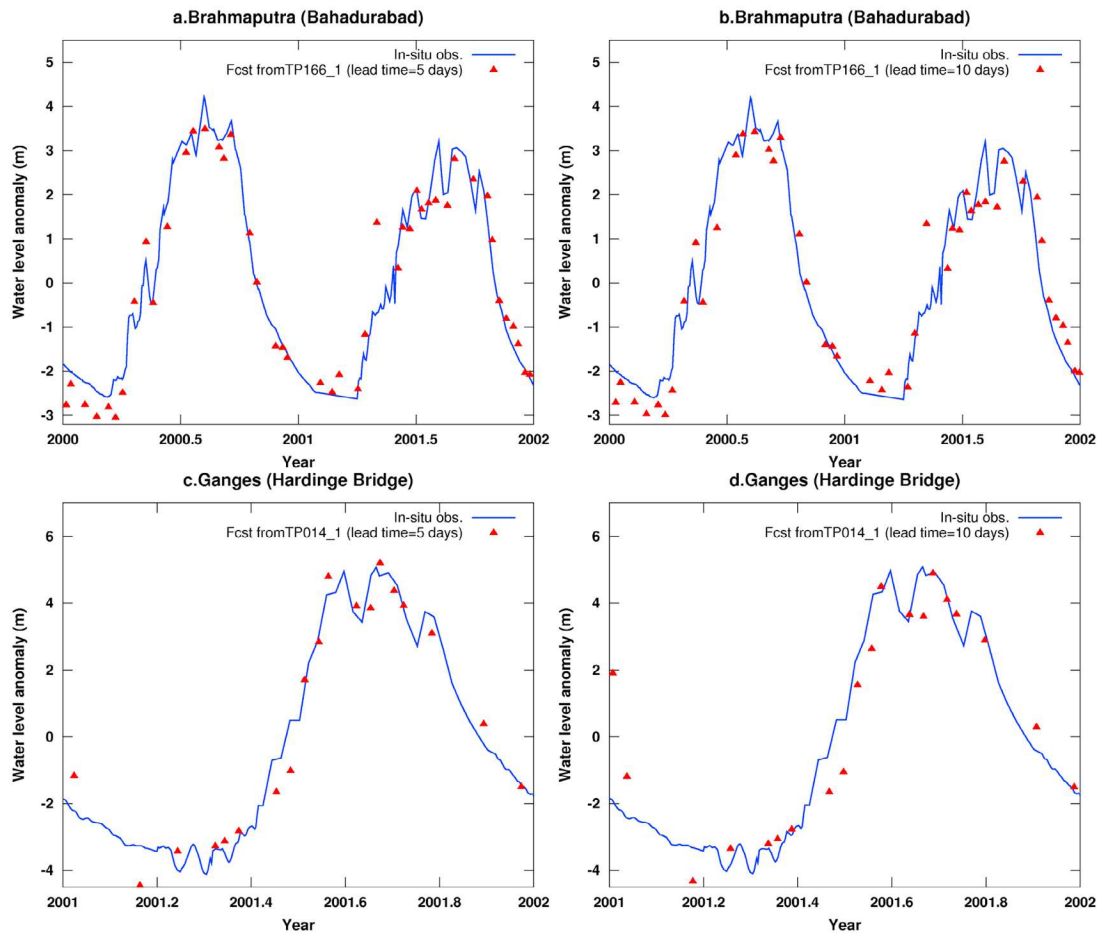 a.Brahmaputra (Bahadurabad)
In-situ obs.
Fcst fromTP166_1 (lead time=5 days)
Water level anomaly (m)
5
4
3
2
1
0
-1
-2
-3
2000
2000.5
2001
2001.5
2002
Year
b.Brahmaputra (Bahadurabad)
In-situ obs.
Fcst fromTP166_1 (lead time=10 days)
Water level anomaly (m)
5
4
3
2
1
0
-1
-2
-3
2000
2000.5
2001
2001.5
2002
Year
c.Ganges (Hardinge Bridge)
In-situ obs.
Fcst fromTP014_1 (lead time=5 days)
Water level anomaly (m)
6
4
2
0
-2
-4
2001
2001.2
2001.4
2001.6
2001.8
2002
Year
d.Ganges (Hardinge Bridge)
In-situ obs.
Fcst fromTP014_1 (lead time=10 days)
Water level anomaly (m)
6
4
2
0
-2
-4
2001
2001.2
2001.4
2001.6
2001.8
2002
Year